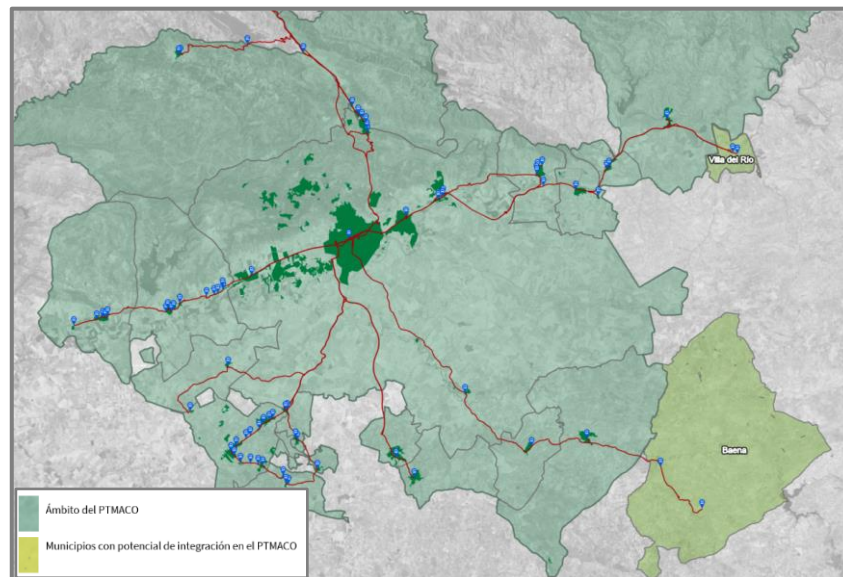 Villa del Río
Baena
Ámbito del PTMACO
Municipios con potencial de integración en el PTMACO